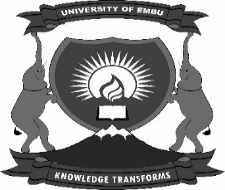 UNIVERSITY OF EMBU
KNOWLEDGE TRANSFORMS